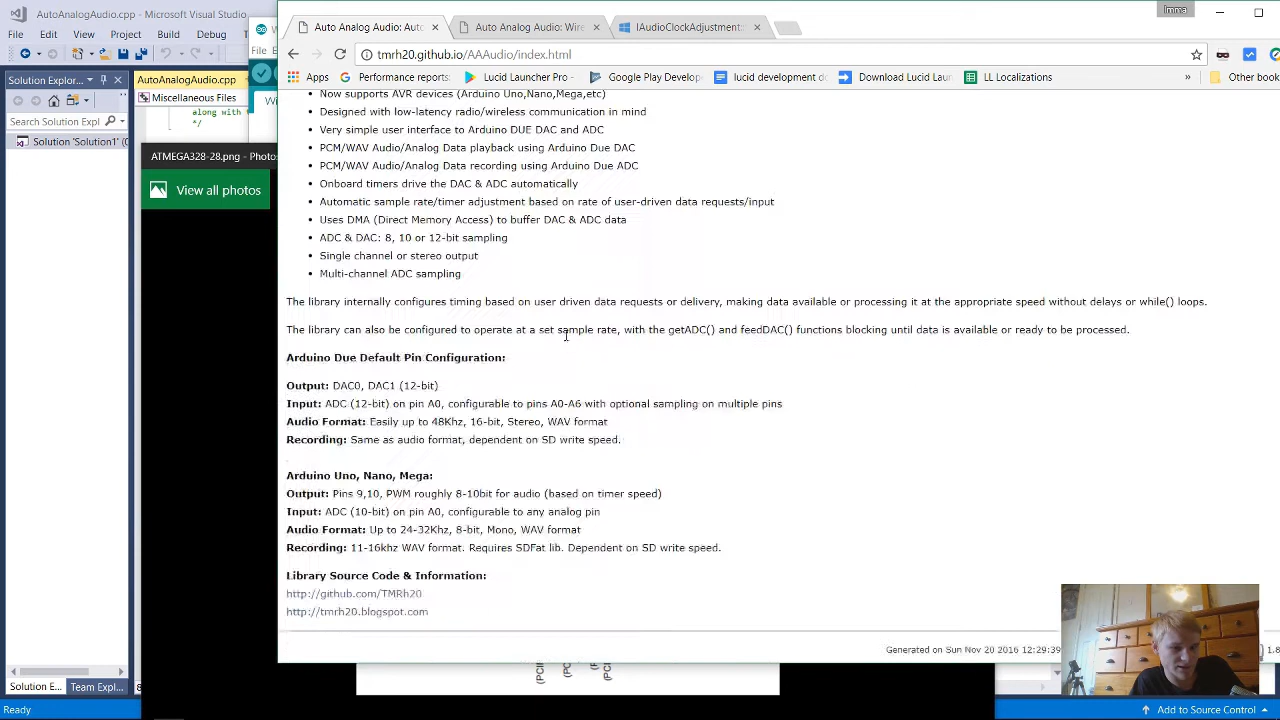 Imma
File
Edit
View
Debug
Solution Explor...
Search Solution Expl
Solution 'Solution1' (
Solution E...
Team Expl...
Ready
AutoAnalogAudio.cpp
Miscellaneous Files
along with
*/
File E
Wi
ATMEGA328-28.png - Photos
View all photos
Auto Analog Audio: Auto
Auto Analog Audio: Wire
IAudioClockAdjustment:
tmrh20.github.io/AAAudio/index.html
Apps
Performance reports:
Lucid Launcher Pro -
Google Play Develop
lucid development do
Download Lucid Laun
LL Localizations
»
Other book
• Now supports AVR devices (Arduino Uno,Nano,Mega,etc)
• Designed with low-latency radio/wireless communication in mind
• Very simple user interface to Arduino DUE DAC and ADC
• PCM/WAV Audio/Analog Data playback using Arduino Due DAC
• PCM/WAV Audio/Analog Data recording using Arduino Due ADC
• Onboard timers drive the DAC & ADC automatically
• Automatic sample rate/timer adjustment based on rate of user-driven data requests/input
• Uses DMA (Direct Memory Access) to buffer DAC & ADC data
• ADC & DAC: 8, 10 or 12-bit sampling
• Single channel or stereo output
• Multi-channel ADC sampling
The library internally configures timing based on user driven data requests or delivery, making data available or processing it at the appropriate speed without delays or while() loops.
The library can also be configured to operate at a set sample rate, with the getADC() and feedDAC() functions blocking until data is available or ready to be processed.
Arduino Due Default Pin Configuration:
Output: DAC0, DAC1 (12-bit)
Input: ADC (12-bit) on pin A0, configurable to pins A0-A6 with optional sampling on multiple pins
Audio Format: Easily up to 48Khz, 16-bit, Stereo, WAV format
Recording: Same as audio format, dependent on SD write speed.
.
Arduino Uno, Nano, Mega:
Output: Pins 9,10, PWM roughly 8-10bit for audio (based on timer speed)
Input: ADC (10-bit) on pin A0, configurable to any analog pin
Audio Format: Up to 24-32Khz, 8-bit, Mono, WAV format
Recording: 11-16khz WAV format. Requires SDFat lib. Dependent on SD write speed.
Library Source Code & Information:
http://github.com/TMRh20
http://tmrh20.blogspot.com
Generated on Sun Nov 20 2016 12:29:39
1.8
Add to Source Control